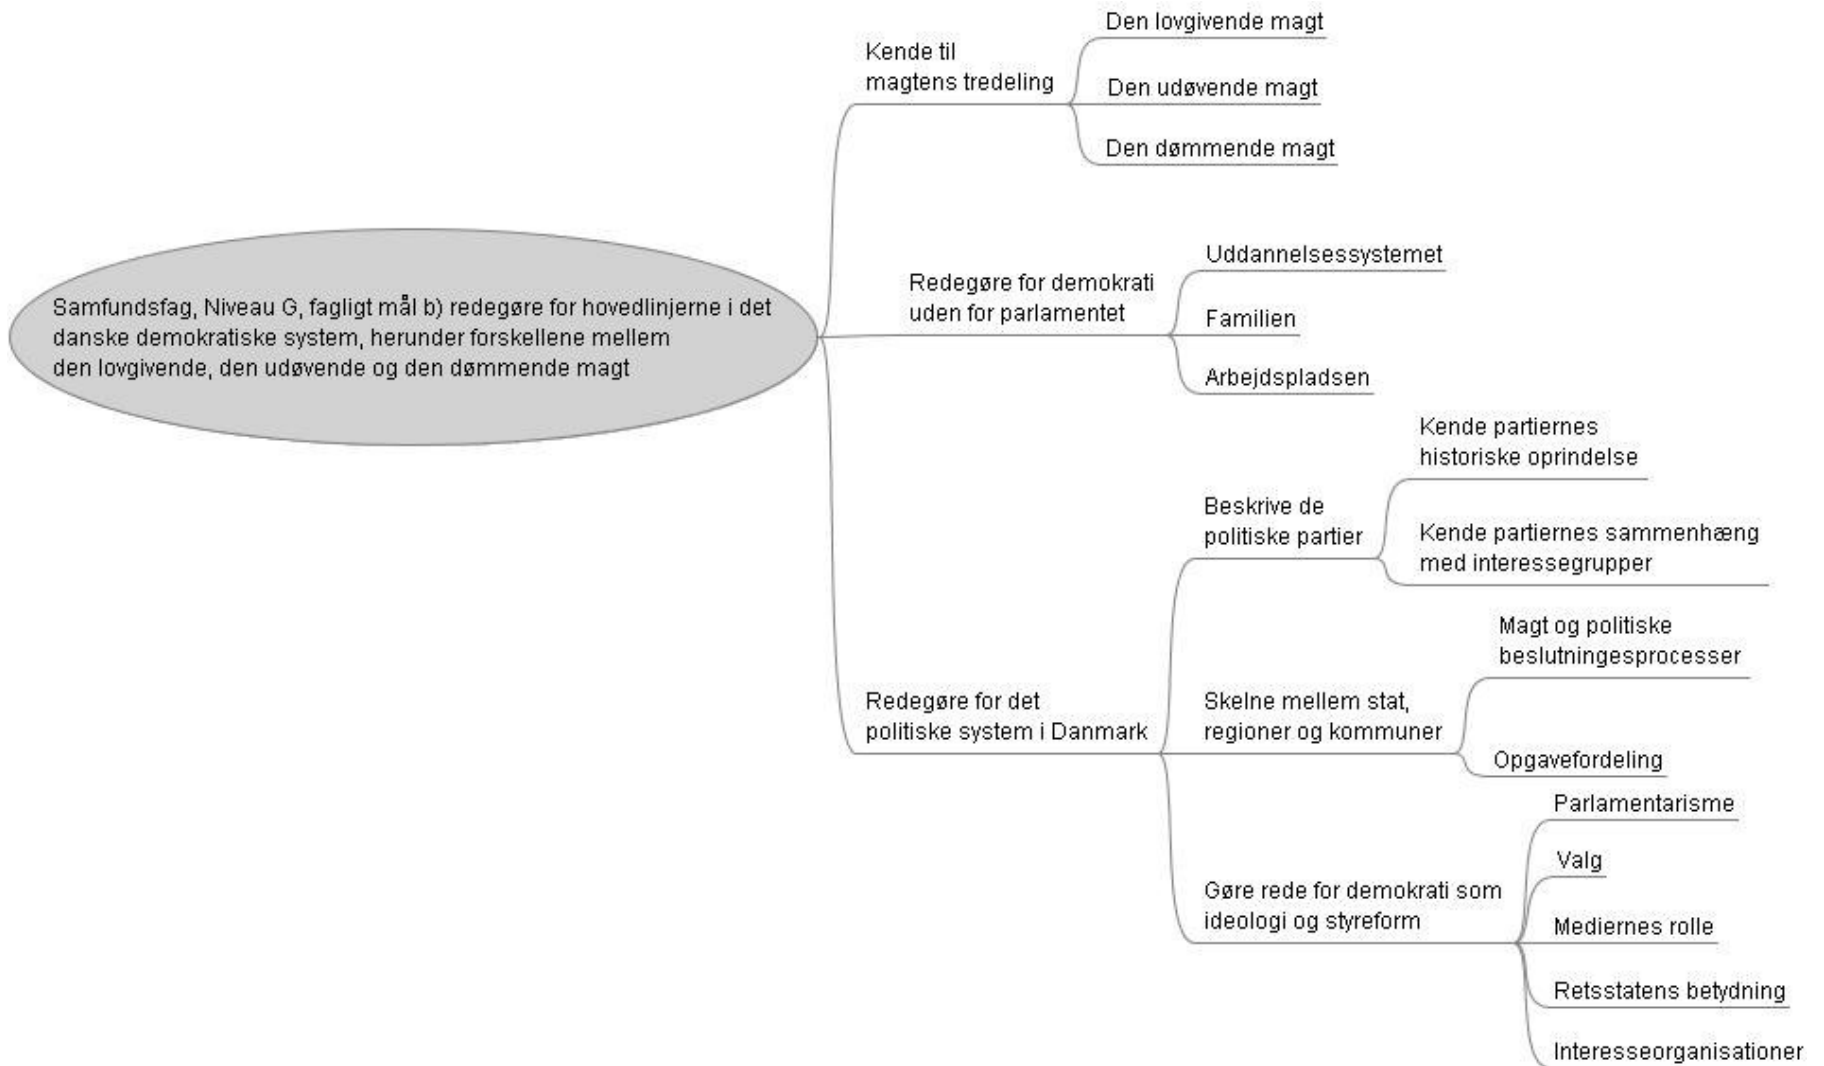 Samfundsfag, Niveau G, fagligt mål b) redegøre for hovedlinjerne i det
danske demokratiske system, herunder forskellene mellem
den lovgivende, den udøvende og den dømmende magt
Kende til
magtens tredeling
Den lovgivende magt
Den udøvende magt
Den dømmende magt
Redegøre for demokrati
uden for parlamentet
Uddannelsessystemet
Familien
Arbejdspladsen
Redegøre for det
politiske system i Danmark
Beskrive de
politiske partier
Kende partiernes
historiske oprindelse
Kende partiernes sammenhæng
med interessegrupper
Skelne mellem stat,
regioner og kommuner
Magt og politiske
beslutningesprocesser
Opgavefordeling
Gøre rede for demokrati som
ideologi og styreform
Parlamentarisme
Valg
Mediernes rolle
Retsstatens betydning
Interesseorganisationer